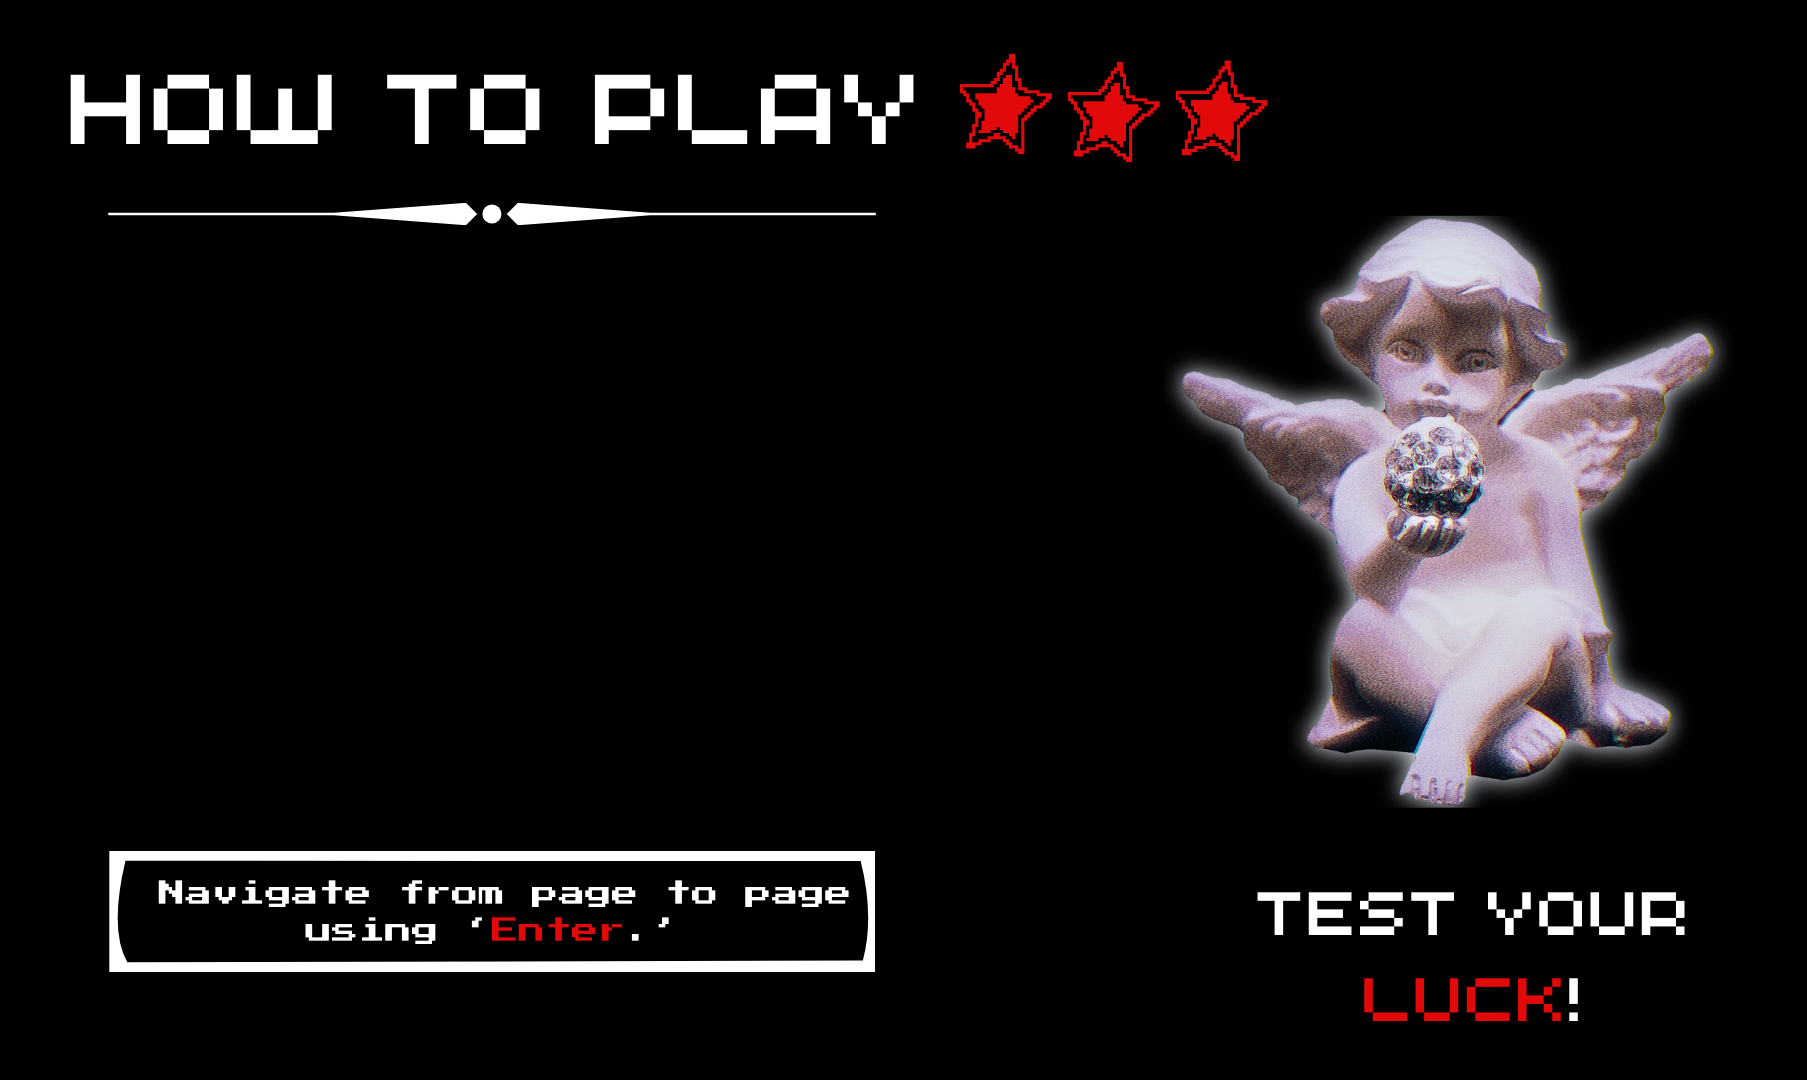 HOW TO PLAY
Navigate from page to page
using ‘Enter.’
TEST YOUR
LUCK!